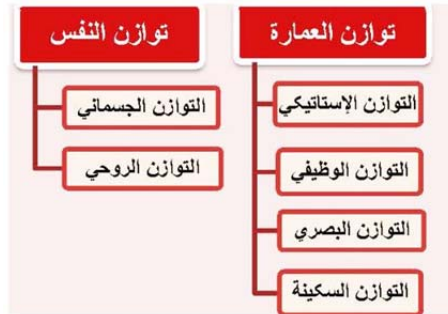 توازن العمارة
التوازن الإستاتيكي
التوازن الوظيفي
التوازن البصري
التوازن السكينة
توازن النفس
التوازن الجسماني
التوازن الروحي